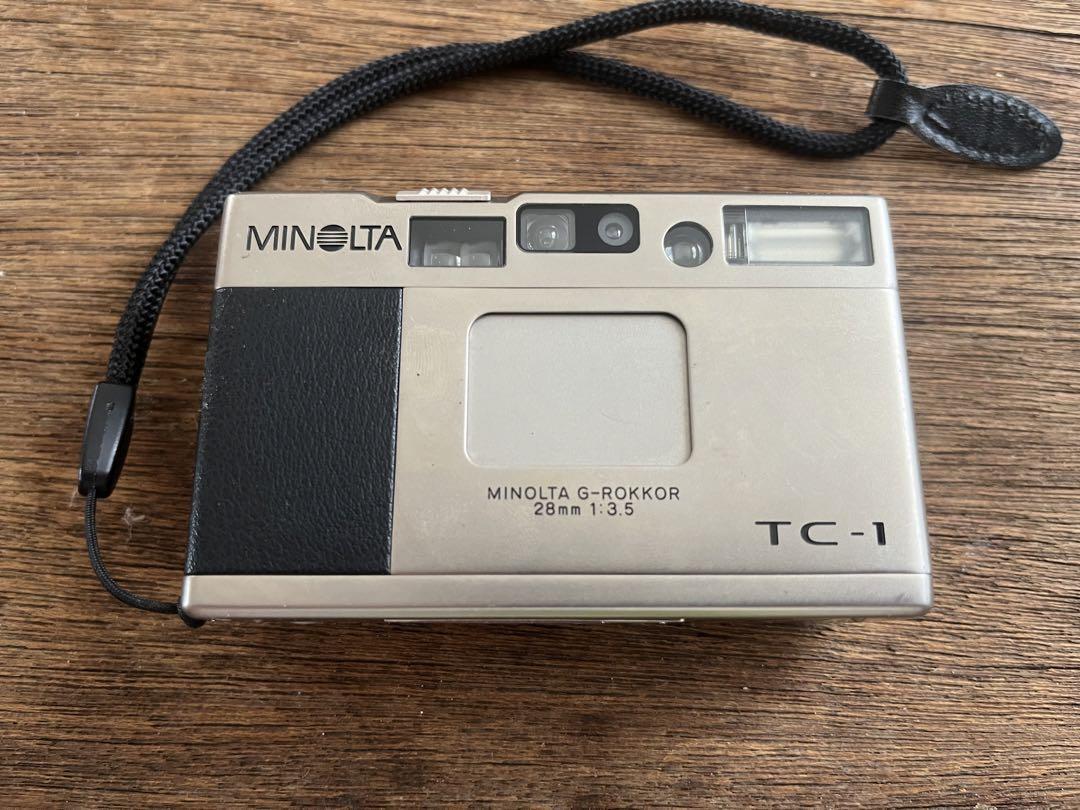 MINOLTA
MINOLTA G-ROKKOR
28mm 1:3.5
TC-1